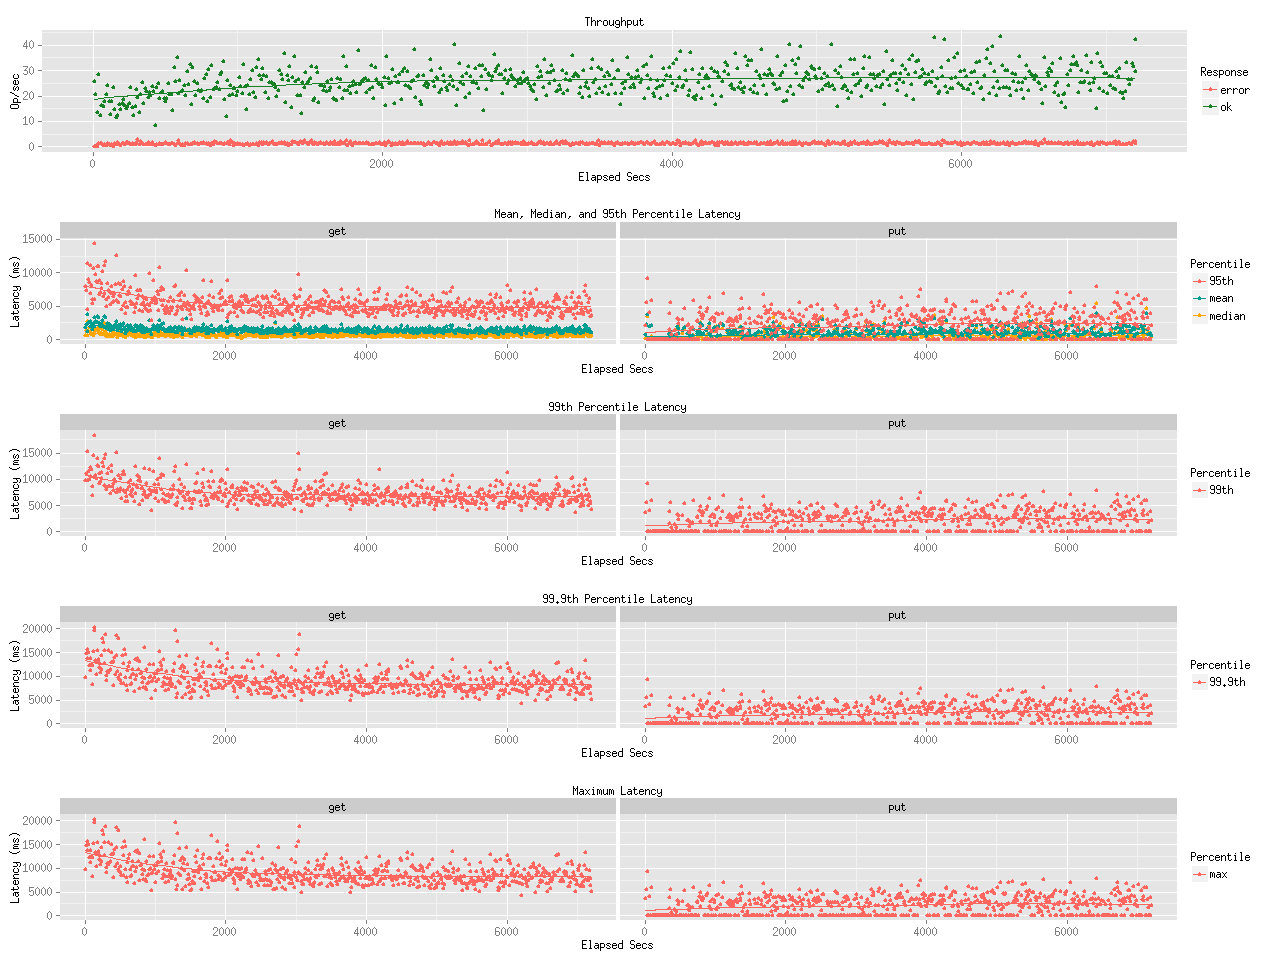 Throughput
40
30
20
10
0
Op/sec
0 2000 4000 6000
Elapsed Secs
Response
error
ok
Mean, Median, and 95th Percentile Latency
get put
15000
10000
5000
0
Latency (ms)
0 2000 4000 6000 0 2000 4000 6000
Elapsed Secs
Percentile
95th
mean
median
99th Percentile Latency
get put
15000
10000
5000
0
Latency (ms)
0 2000 4000 6000 0 2000 4000 6000
Elapsed Secs
Percentile
99th
99.9th Percentile Latency
get put
20000
15000
10000
5000
0
Latency (ms)
0 2000 4000 6000 0 2000 4000 6000
Elapsed Secs
Percentile
99.9th
Maximum Latency
get put
20000
15000
10000
5000
0
Latency (ms)
0 2000 4000 6000 0 2000 4000 6000
Elapsed Secs
Percentile
max